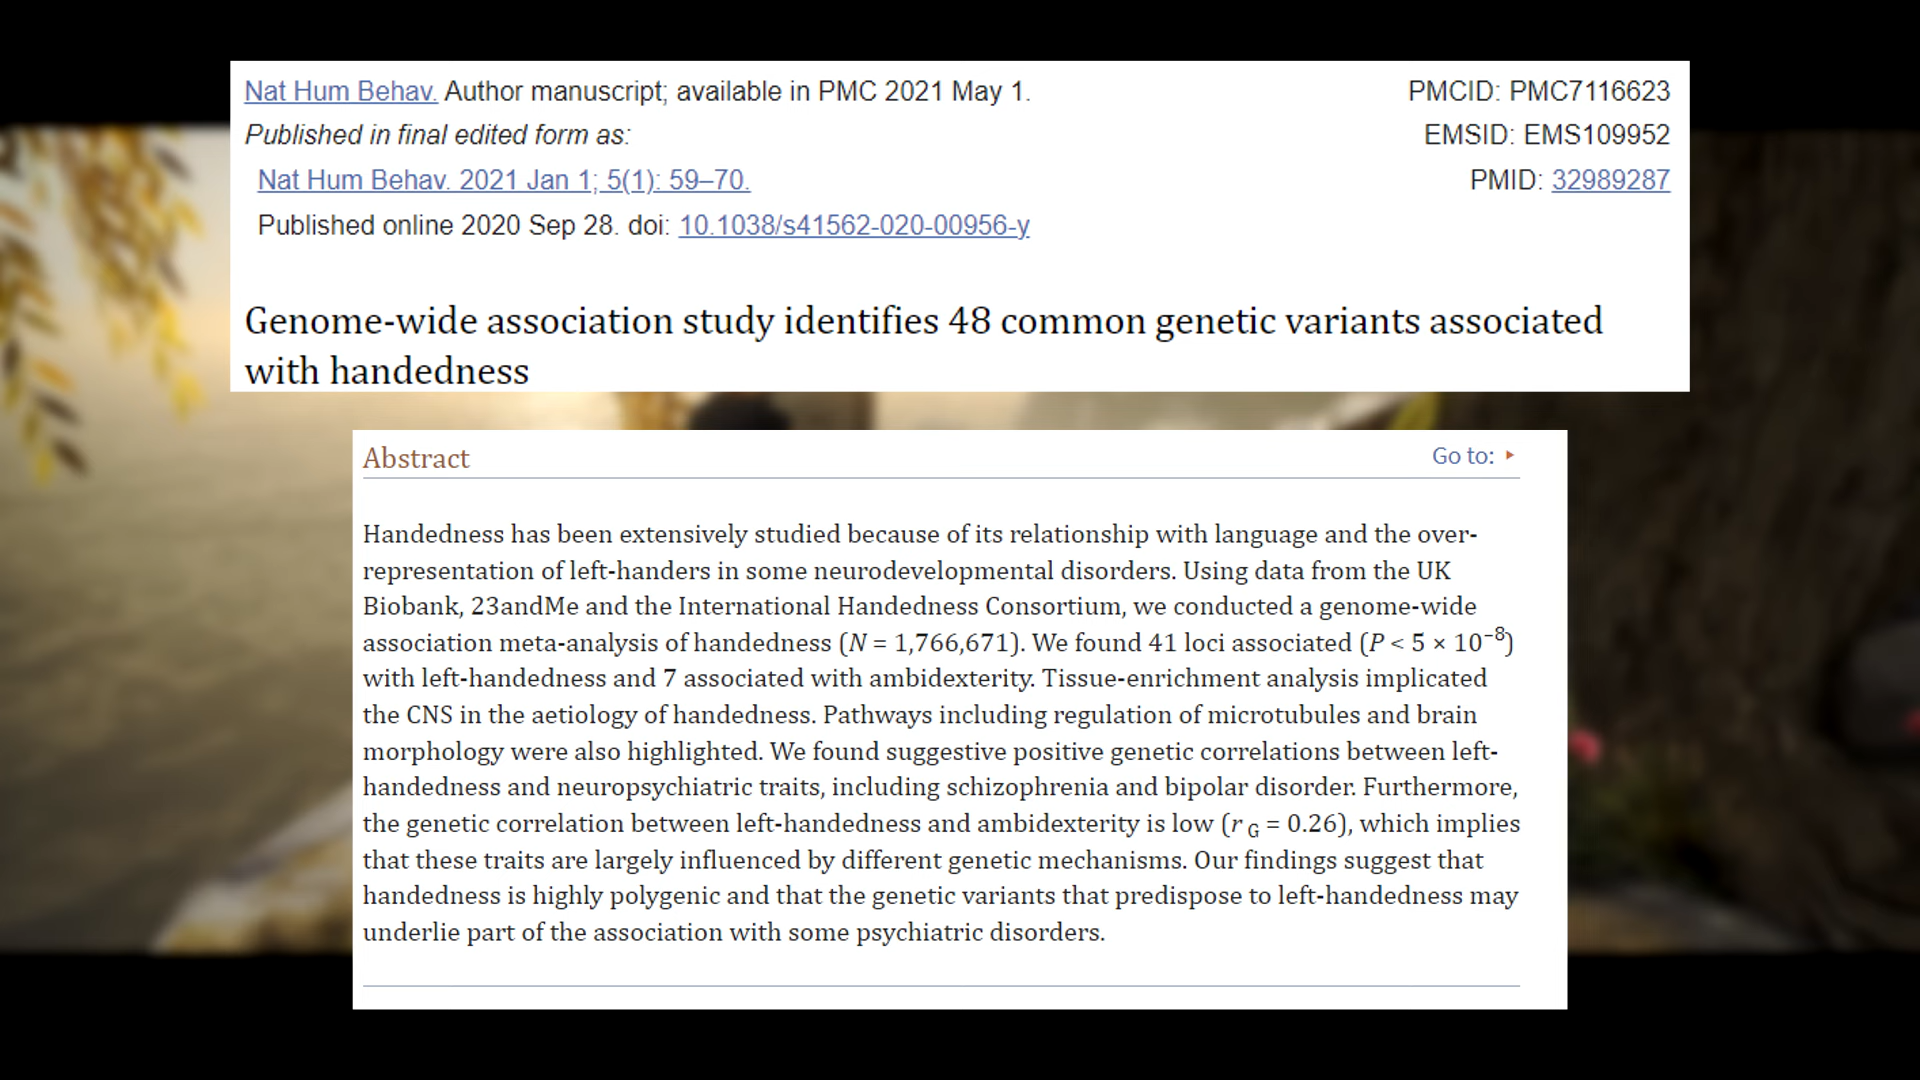 Nat Hum Behav. Author manuscript; available in PMC 2021 May 1.
PMCID: PMC7116623
Published in final edited form as:
EMSID: EMS109952
Nat Hum Behav. 2021 Jan 1; 5(1): 59–70.
PMID: 32989287
Published online 2020 Sep 28. doi: 10.1038/s41562-020-00956-y
Genome-wide association study identifies 48 common genetic variants associated
with handedness
Abstract
Go to: ▸
Handedness has been extensively studied because of its relationship with language and the over-
representation of left-handers in some neurodevelopmental disorders. Using data from the UK
Biobank, 23andMe and the International Handedness Consortium, we conducted a genome-wide
association meta-analysis of handedness (N = 1,766,671). We found 41 loci associated (P < 5 × 10⁻⁸)
with left-handedness and 7 associated with ambidexterity. Tissue-enrichment analysis implicated
the CNS in the aetiology of handedness. Pathways including regulation of microtubules and brain
morphology were also highlighted. We found suggestive positive genetic correlations between left-
handedness and neuropsychiatric traits, including schizophrenia and bipolar disorder. Furthermore,
the genetic correlation between left-handedness and ambidexterity is low (r G = 0.26), which implies
that these traits are largely influenced by different genetic mechanisms. Our findings suggest that
handedness is highly polygenic and that the genetic variants that predispose to left-handedness may
underlie part of the association with some psychiatric disorders.